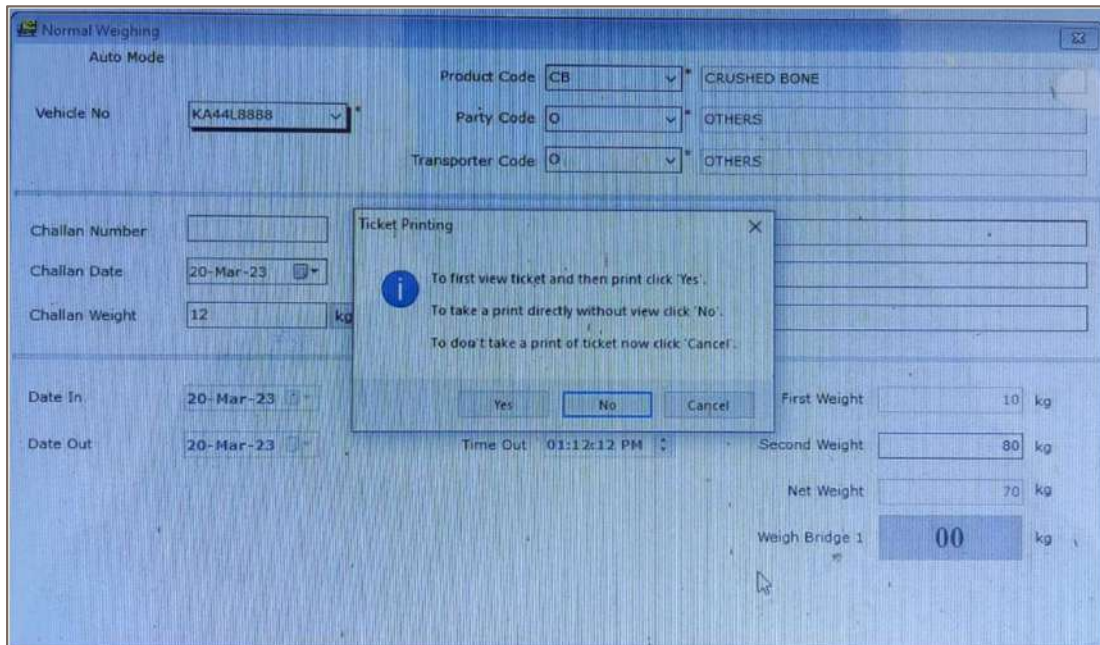 Normal Weighing
Auto Mode
Product Code CB * CRUSHED BONE
Vehicle No KA44L8888 * Party Code O * OTHERS
Transporter Code O * OTHERS
Challan Number
Challan Date 20-Mar-23
Challan Weight 12 kg
Ticket Printing
To first view ticket and then print click 'Yes'.
To take a print directly without view click 'No'.
To don't take a print of ticket now click 'Cancel'.
Yes No Cancel
Date In 20-Mar-23 First Weight 10 kg
Date Out 20-Mar-23 Time Out 01:12:12 PM Second Weight 80 kg
Net Weight 70 kg
Weigh Bridge 1 00 kg